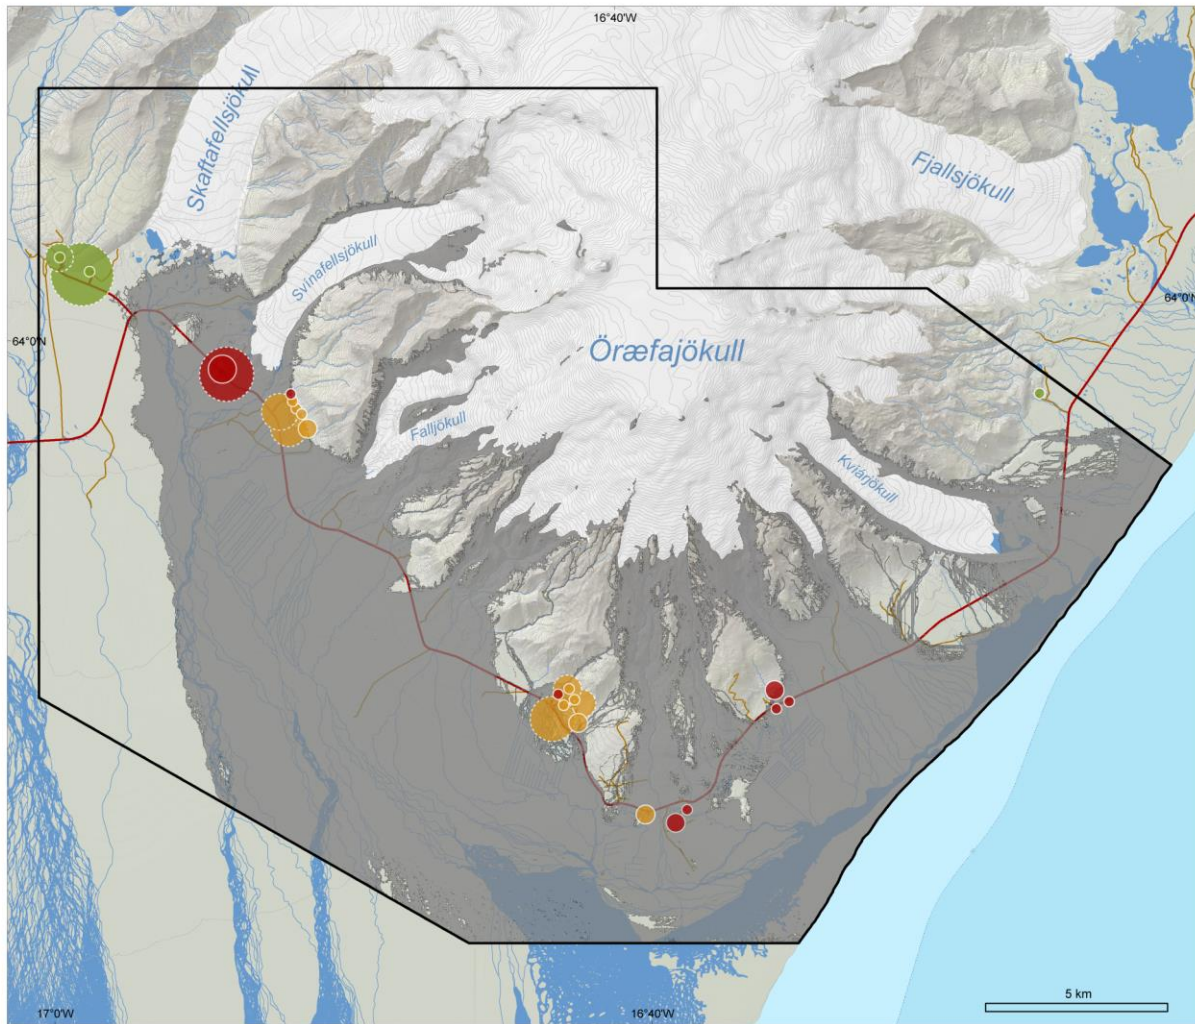 16°40'W
Skaftafellsjökull
Fjallsjökull
Svínafellsjökull
64°0'N
64°0'N
Öræfajökull
Falljökull
Kvíárjökull
5 km
17°0'W
16°40'W